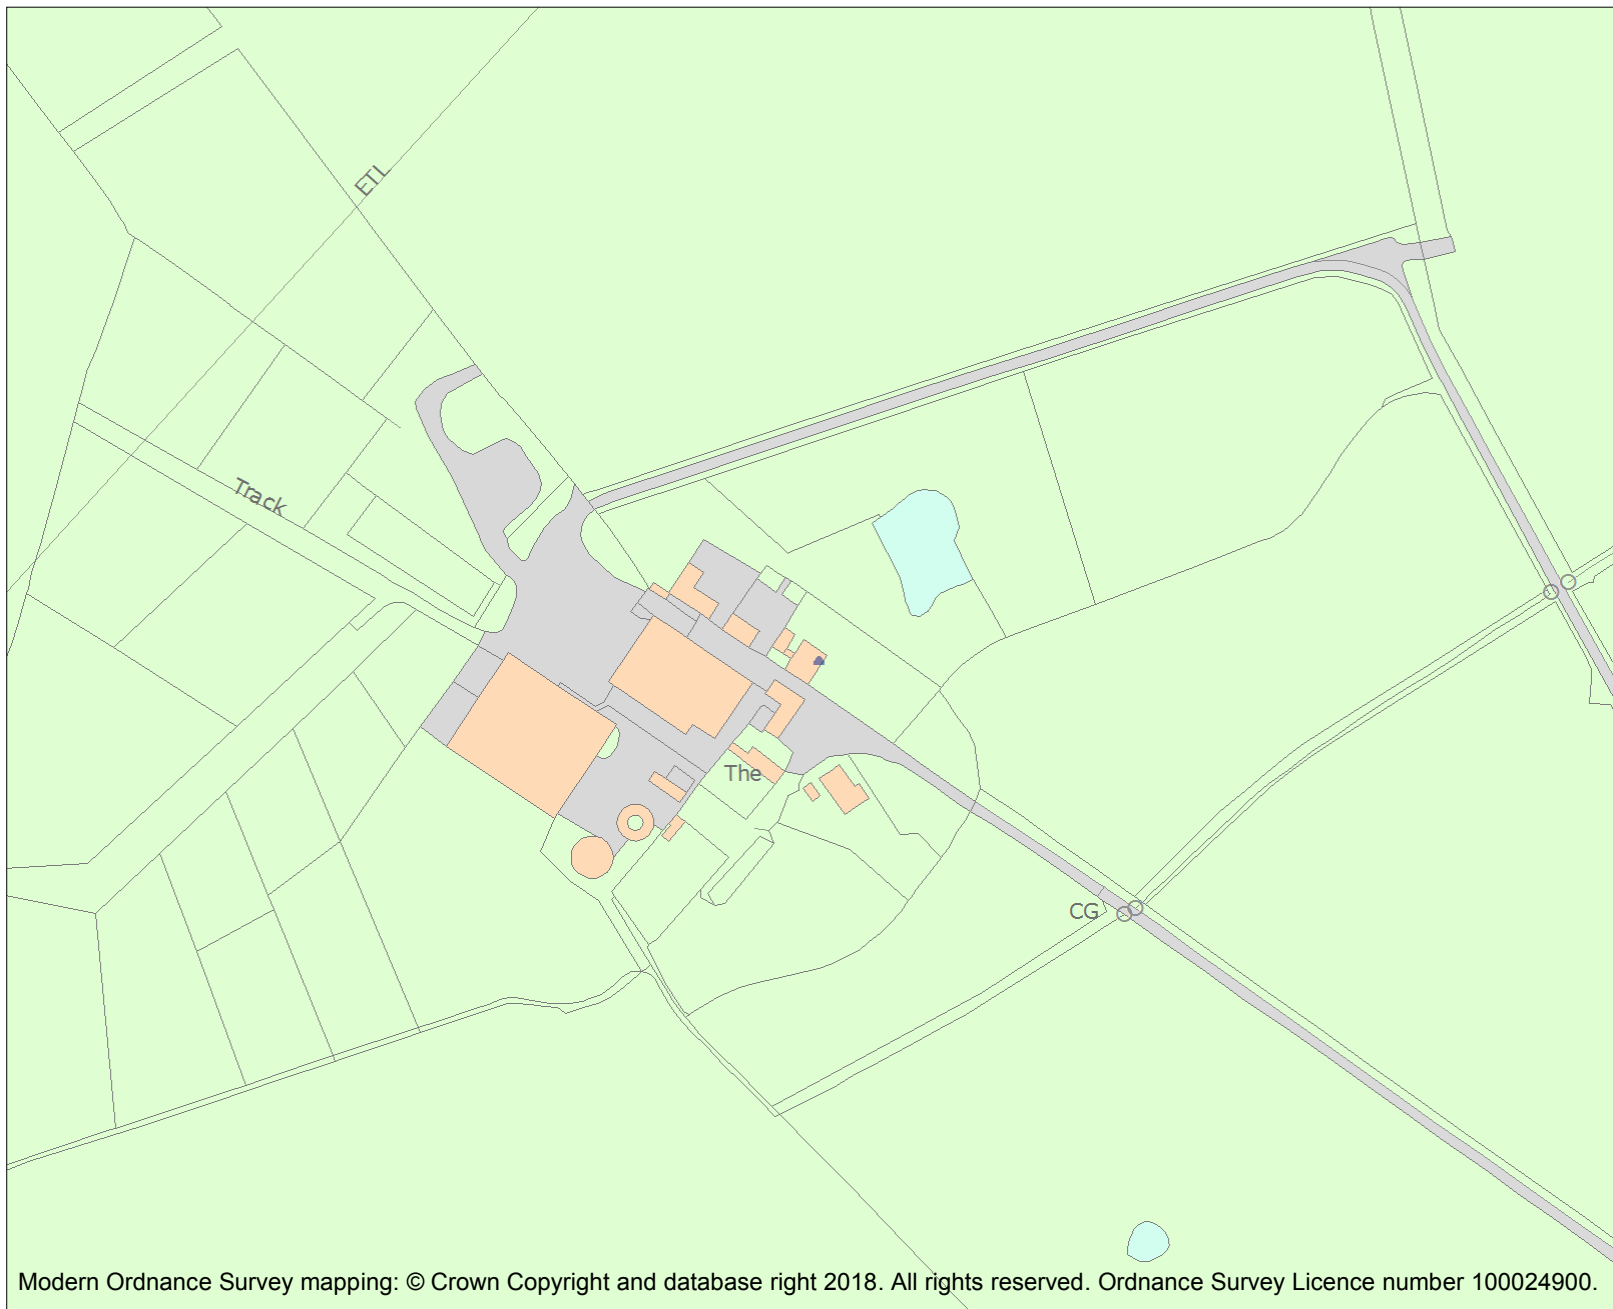 ETL
Track
The
CG
Modern Ordnance Survey mapping: © Crown Copyright and database right 2018. All rights reserved. Ordnance Survey Licence number 100024900.